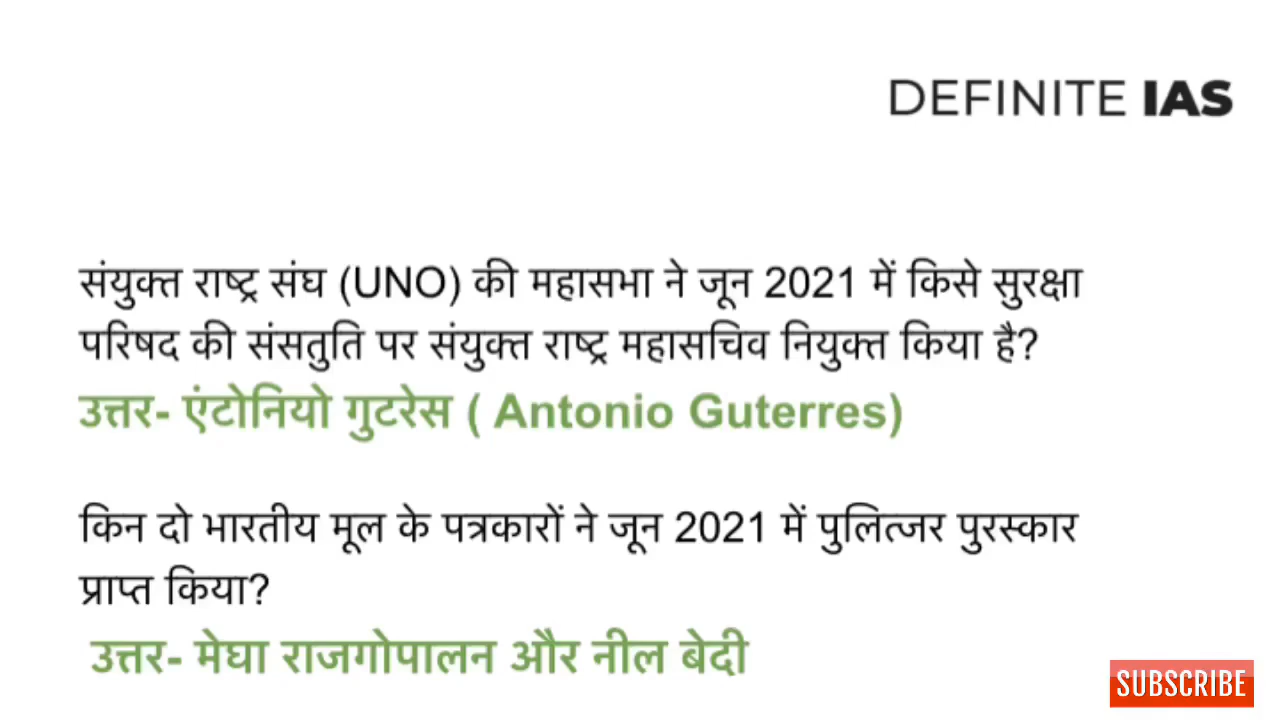 DEFINITE IAS
संयुक्त राष्ट्र संघ (UNO) की महासभा ने जून 2021 में किसे सुरक्षा
परिषद की संसतुति पर संयुक्त राष्ट्र महासचिव नियुक्त किया है?
उत्तर- एंटोनियो गुटरेस ( Antonio Guterres)
किन दो भारतीय मूल के पत्रकारों ने जून 2021 में पुलित्जर पुरस्कार
प्राप्त किया?
उत्तर- मेघा राजगोपालन और नील बेदी
SUBSCRIBE